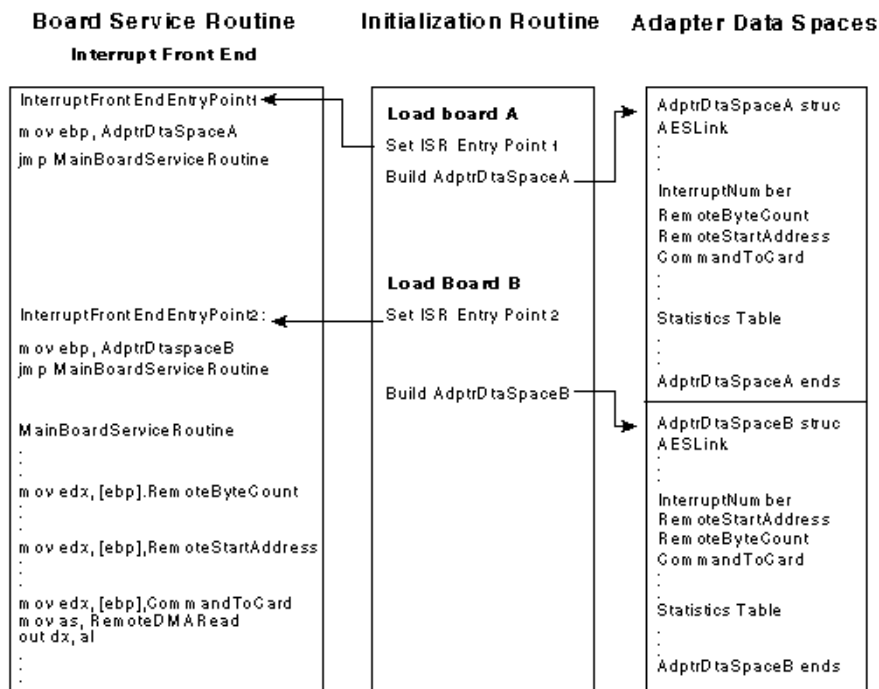 Board Service Routine
Interrupt Front End
InterruptFrontEndEntryPoint1
mov ebp, AdptrDtaSpaceA
jmp MainBoardServiceRoutine
InterruptFrontEndEntryPoint2:
mov ebp, AdptrDtaspaceB
jmp MainBoardServiceRoutine
MainBoardServiceRoutine
:
:
mov edx, [ebp].RemoteByteCount
:
:
mov edx, [ebp],RemoteStartAddress
:
:
mov edx, [ebp],CommandToCard
mov as, RemoteDMARead
out dx, al
:
:
Initialization Routine
Load board A
Set ISR Entry Point 1
Build AdptrDtaSpaceA
Load Board B
Set ISR Entry Point 2
Build AdptrDtaSpaceB
Adapter Data Spaces
AdptrDtaSpaceA struc
AESLink
:
:
InterruptNumber
RemoteByteCount
RemoteStartAddress
CommandToCard
:
:
Statistics Table
:
:
AdptrDtaSpaceA ends
AdptrDtaSpaceB struc
AESLink
:
:
InterruptNumber
RemoteStartAddress
RemoteByteCount
CommandToCard
:
:
Statistics Table
:
:
AdptrDtaSpaceB ends